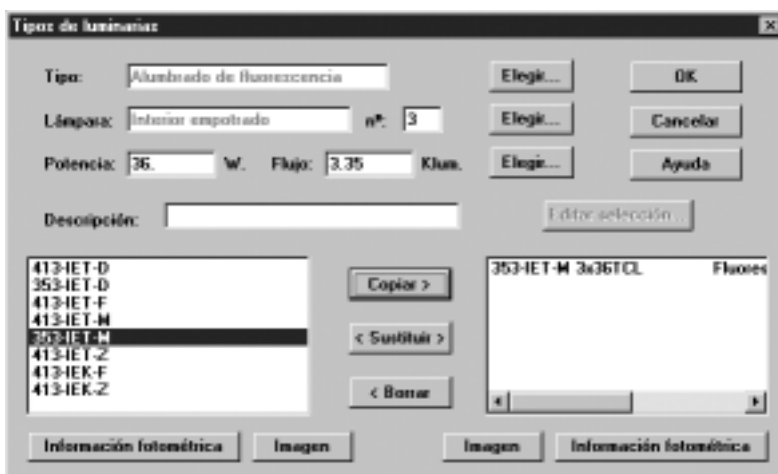 Tipos de luminarias
Tipo: Alumbrado de fluorescencia Elegir... OK
Lámpara: Interior empotrado nº: 3 Elegir... Cancelar
Potencia: 36. W. Flujo: 3.35 Klum. Elegir... Ayuda
Descripción: Editar selección...
413-IET-D
353-IET-D
413-IET-F
413-IET-M
353-IET-M
413-IET-Z
413-IEK-F
413-IEK-Z
Copiar >
< Sustituir >
< Borrar
353-IET-M 3x36TCL Fluores
Información fotométrica Imagen Imagen Información fotométrica